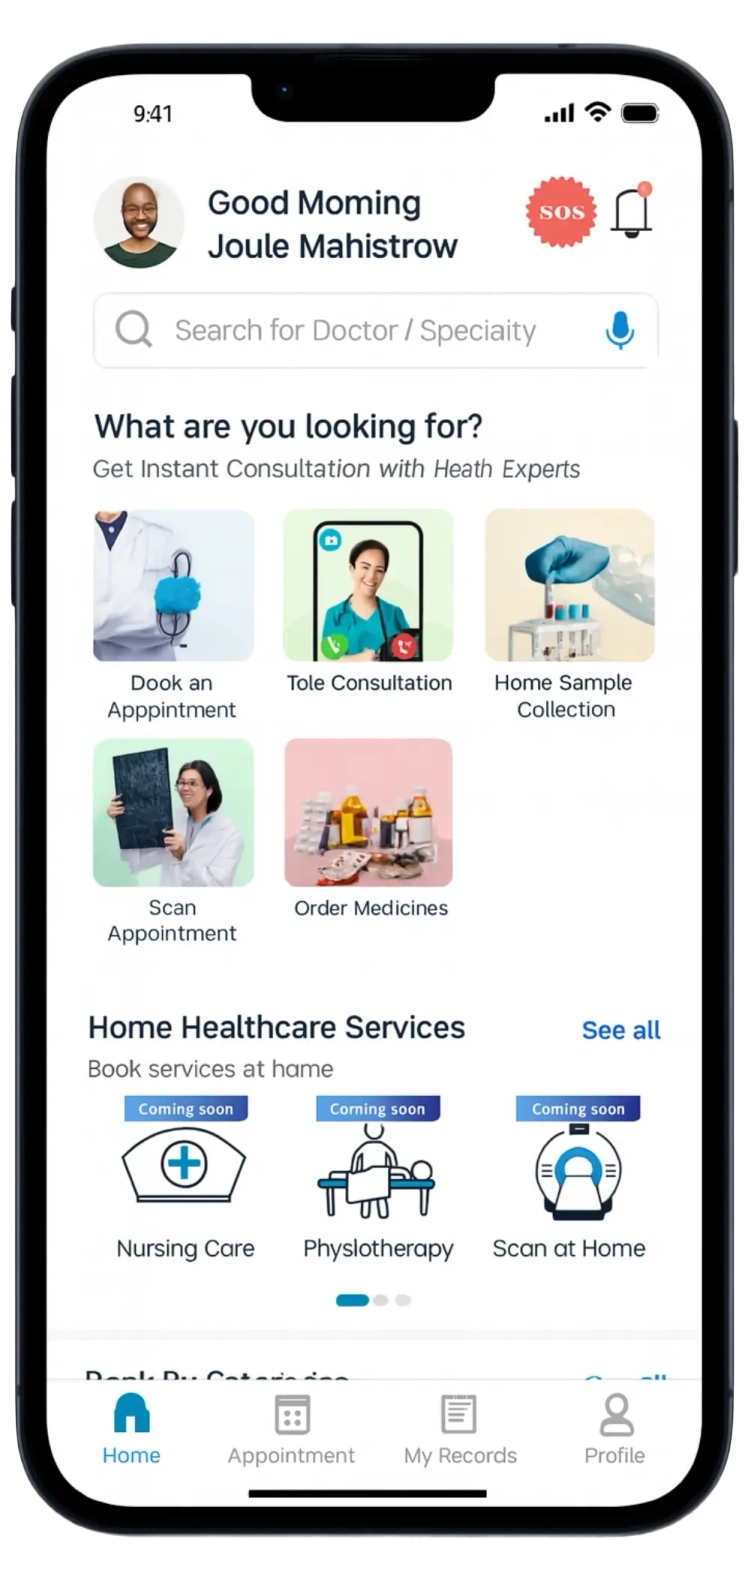 9:41
Good Moming
Joule Mahistrow
SOS
Search for Doctor / Speciaity
What are you looking for?
Get Instant Consultation with Heath Experts
Dook an
Apppintment
Tole Consultation
Home Sample
Collection
Scan
Appointment
Order Medicines
Home Healthcare Services
See all
Book services at hame
Coming soon
Corning soon
Coming soon
Nursing Care
Physlotherapy
Scan at Home
Home
Appointment
My Records
Profile